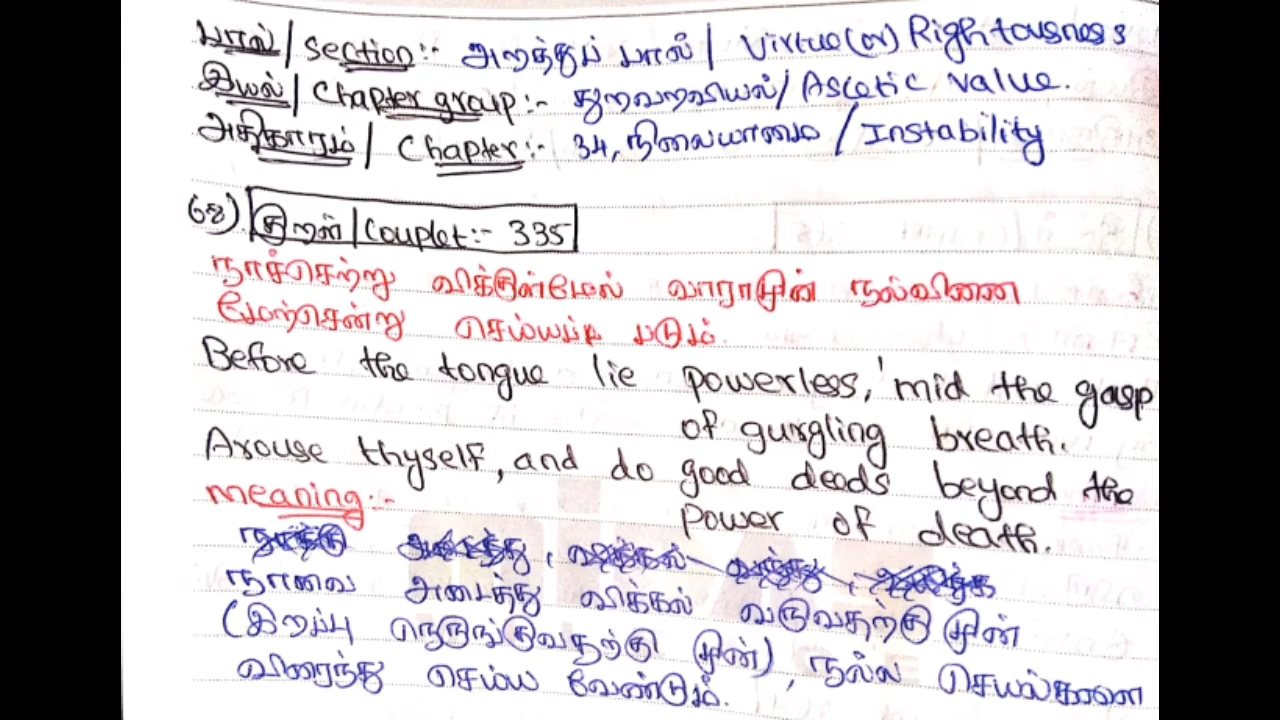 பால்/Section:- அறத்துப் பால்/ Virtue(or) Rightousness
இயல்/Chapter group:- துறவறவியல்/Ascetic Value.
அதிகாரம்/ Chapter:- 34, நிலையாமை /Instability
68) குறள்/Couplet:- 335
நாச்செற்று விக்குள்மேல் வாராமுன் நல்வினை
மேற்சென்று செய்யப் படும்.
Before the tongue lie powerless, 'mid the gasp
of gurgling breath.
Arouse thyself, and do good deeds beyond the
power of death.
meaning:-
நாவை அடைத்து விக்கல் வருவதற்கு முன்
(இறப்பு நெருங்குவதற்கு முன்), நல்ல செயல்களை
விரைந்து செய்ய வேண்டும்.